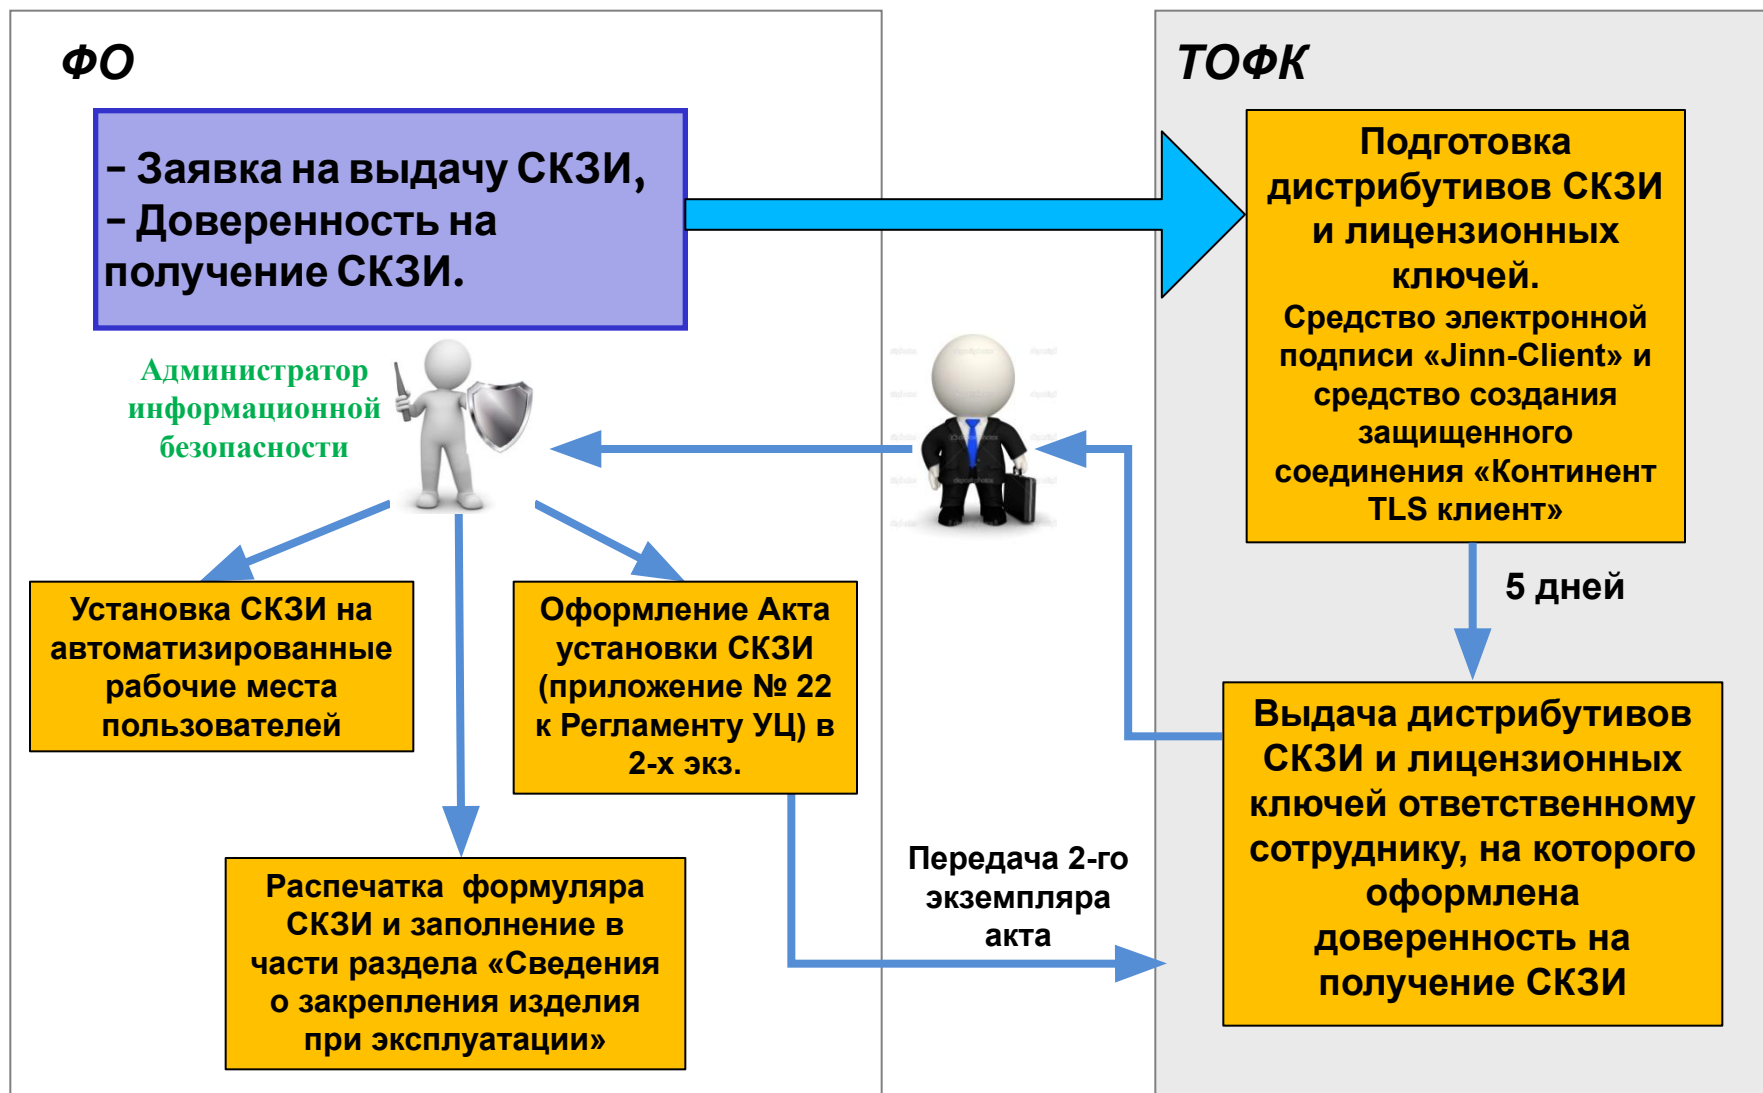 ФО
– Заявка на выдачу СКЗИ,
– Доверенность на
получение СКЗИ.
Администратор
информационной
безопасности
Установка СКЗИ на
автоматизированные
рабочие места
пользователей
Оформление Акта
установки СКЗИ
(приложение № 22
к Регламенту УЦ) в
2-х экз.
Распечатка формуляра
СКЗИ и заполнение в
части раздела «Сведения
о закрепления изделия
при эксплуатации»
Передача 2-го
экземпляра
акта
ТОФК
Подготовка
дистрибутивов СКЗИ
и лицензионных
ключей.
Средство электронной
подписи «Jinn-Client» и
средство создания
защищенного
соединения «Континент
TLS клиент»
5 дней
Выдача дистрибутивов
СКЗИ и лицензионных
ключей ответственному
сотруднику, на которого
оформлена
доверенность на
получение СКЗИ